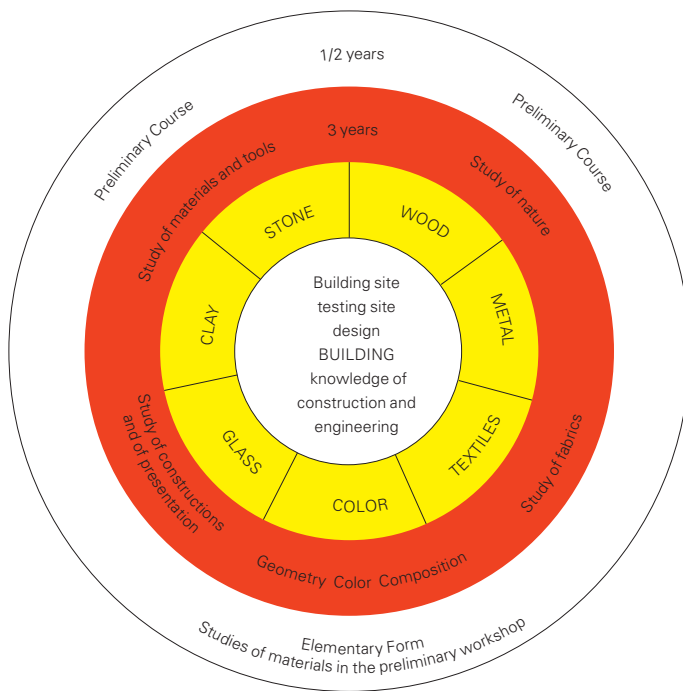 1/2 years
Preliminary Course
Preliminary Course
3 years
Study of materials and tools
Study of nature
STONE
WOOD
CLAY
METAL
Building site
testing site
design
BUILDING
knowledge of
construction and
engineering
GLASS
TEXTILES
COLOR
Study of constructions
and of presentation
Study of fabrics
Geometry Color Composition
Elementary Form
Studies of materials in the preliminary workshop